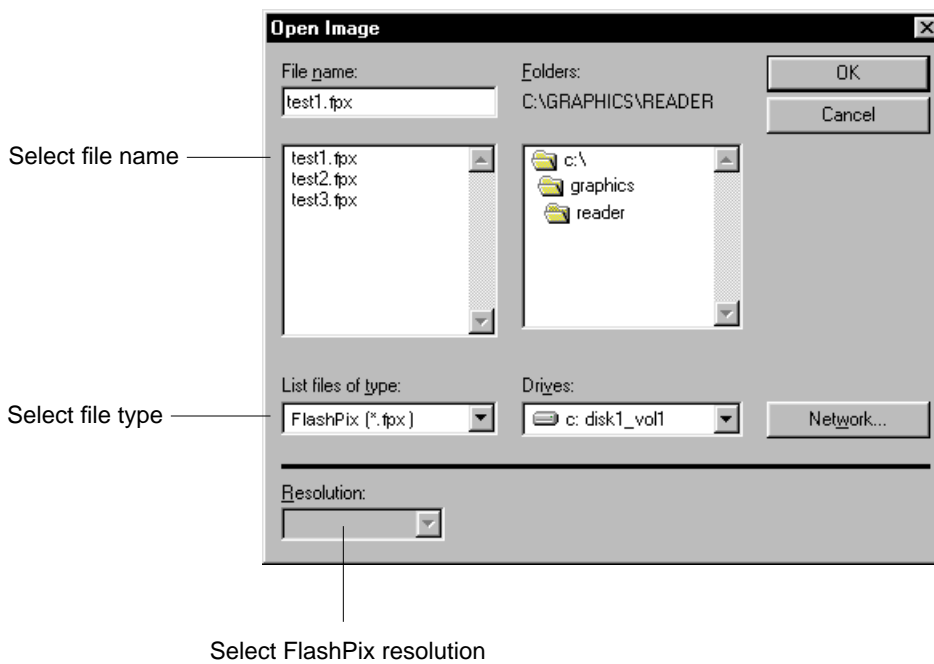 Open Image
File name:
test1.fpx
Folders:
C:\GRAPHICS\READER
OK
Cancel
Select file name
test1.fpx
test2.fpx
test3.fpx
c:\
graphics
reader
List files of type:
Drives:
Select file type
FlashPix (*.fpx)
c: disk1_vol1
Network...
Resolution:
Select FlashPix resolution